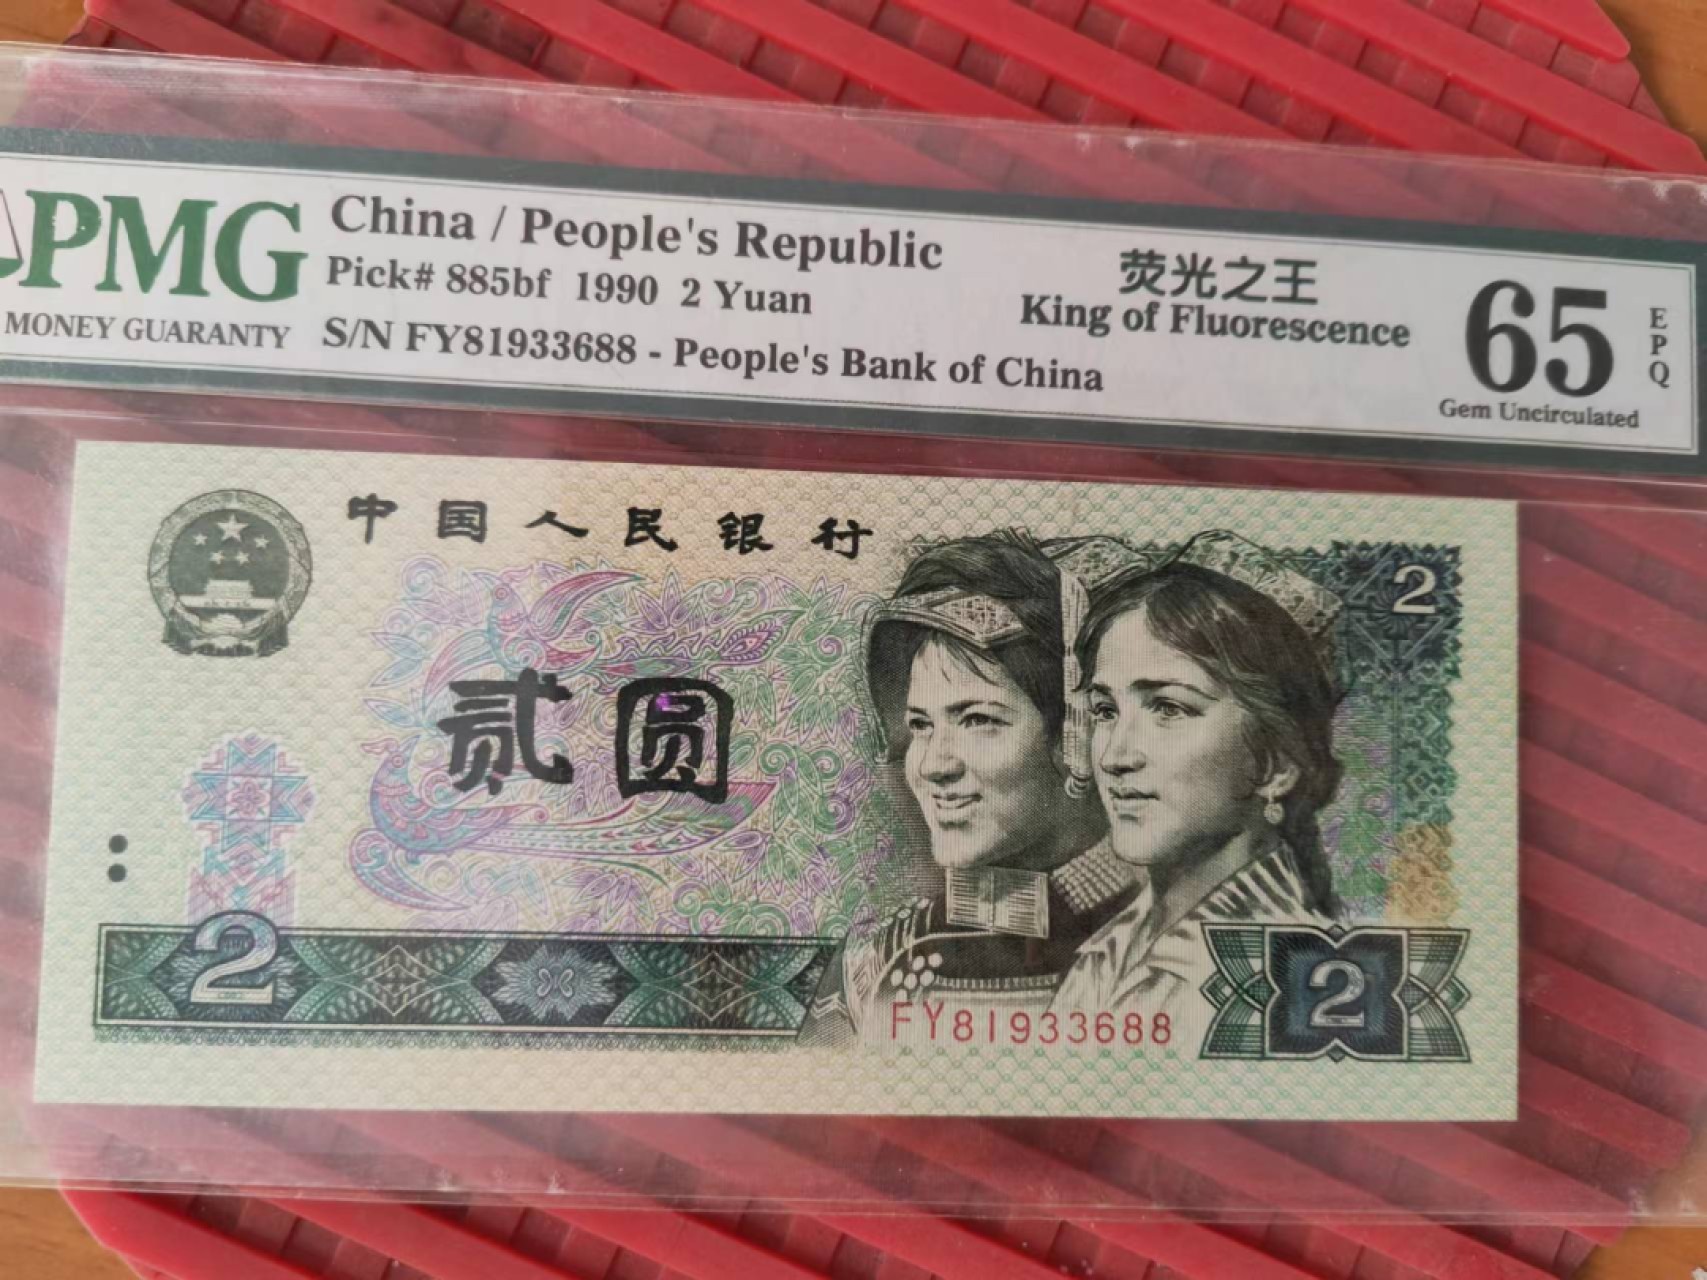 PMG
MONEY GUARANTY
China / People's Republic
Pick# 885bf 1990 2 Yuan
S/N FY81933688 - People's Bank of China
荧光之王
King of Fluorescence
65
EPQ
Gem Uncirculated
中国人民银行
2
贰圆
2
FY81933688
2